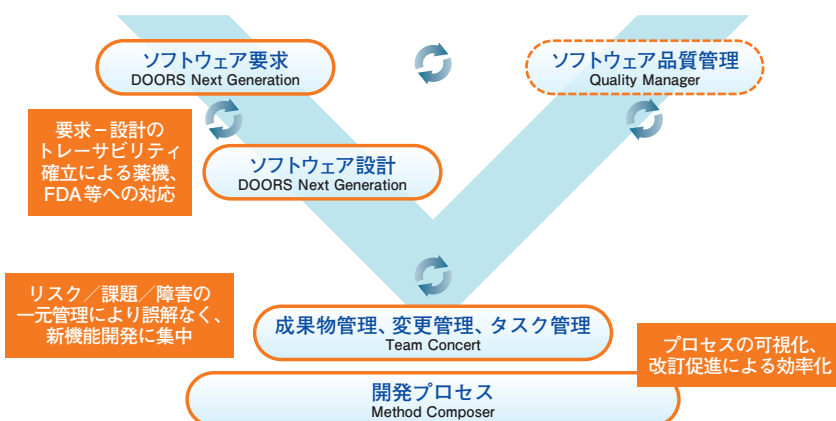 ソフトウェア要求
DOORS Next Generation
ソフトウェア品質管理
Quality Manager
要求−設計の
トレーサビリティ
確立による薬機、
FDA等への対応
ソフトウェア設計
DOORS Next Generation
リスク／課題／障害の
一元管理により誤解なく、
新機能開発に集中
成果物管理、変更管理、タスク管理
Team Concert
プロセスの可視化、
改訂促進による効率化
開発プロセス
Method Composer